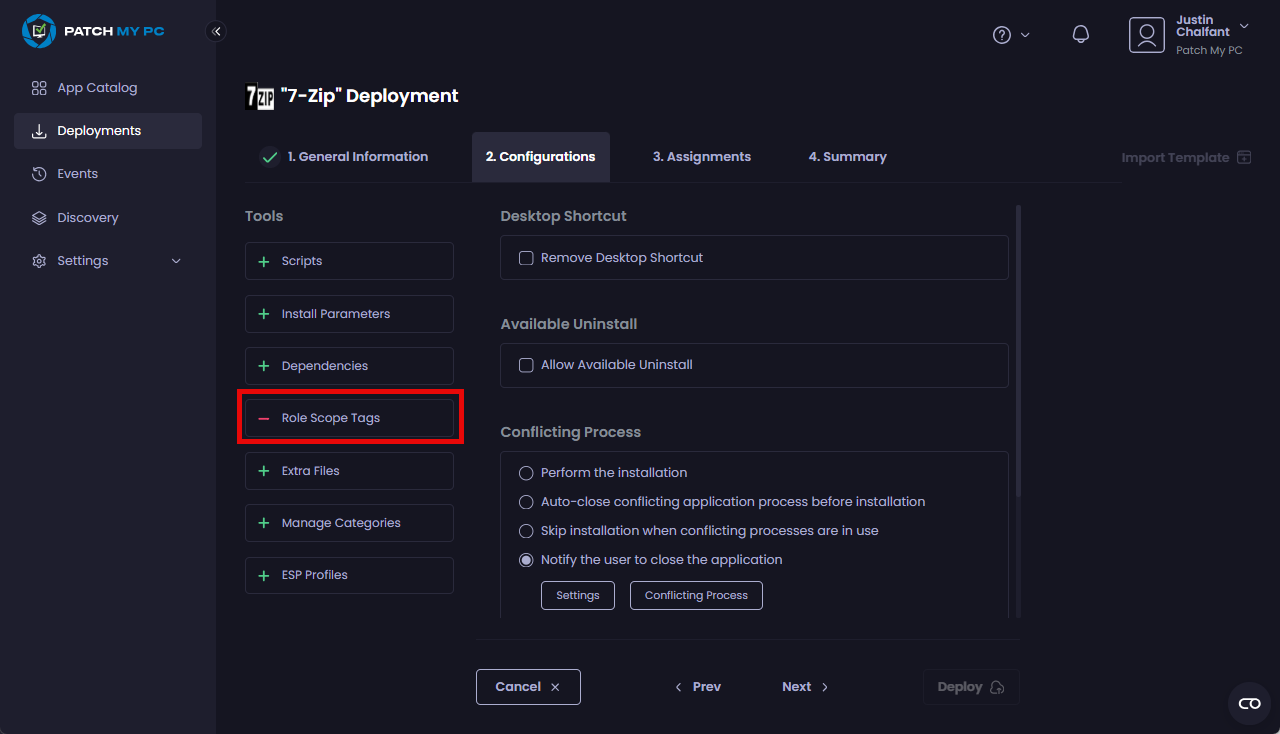 PATCH MY PC
Justin
Chalfant
Patch My PC
App Catalog
Deployments
Events
Discovery
Settings
7 ZIP "7-Zip" Deployment
1. General Information
2. Configurations
3. Assignments
4. Summary
Import Template
Tools
Scripts
Install Parameters
Dependencies
Role Scope Tags
Extra Files
Manage Categories
ESP Profiles
Desktop Shortcut
Remove Desktop Shortcut
Available Uninstall
Allow Available Uninstall
Conflicting Process
Perform the installation
Auto-close conflicting application process before installation
Skip installation when conflicting processes are in use
Notify the user to close the application
Settings
Conflicting Process
Cancel
Prev
Next
Deploy